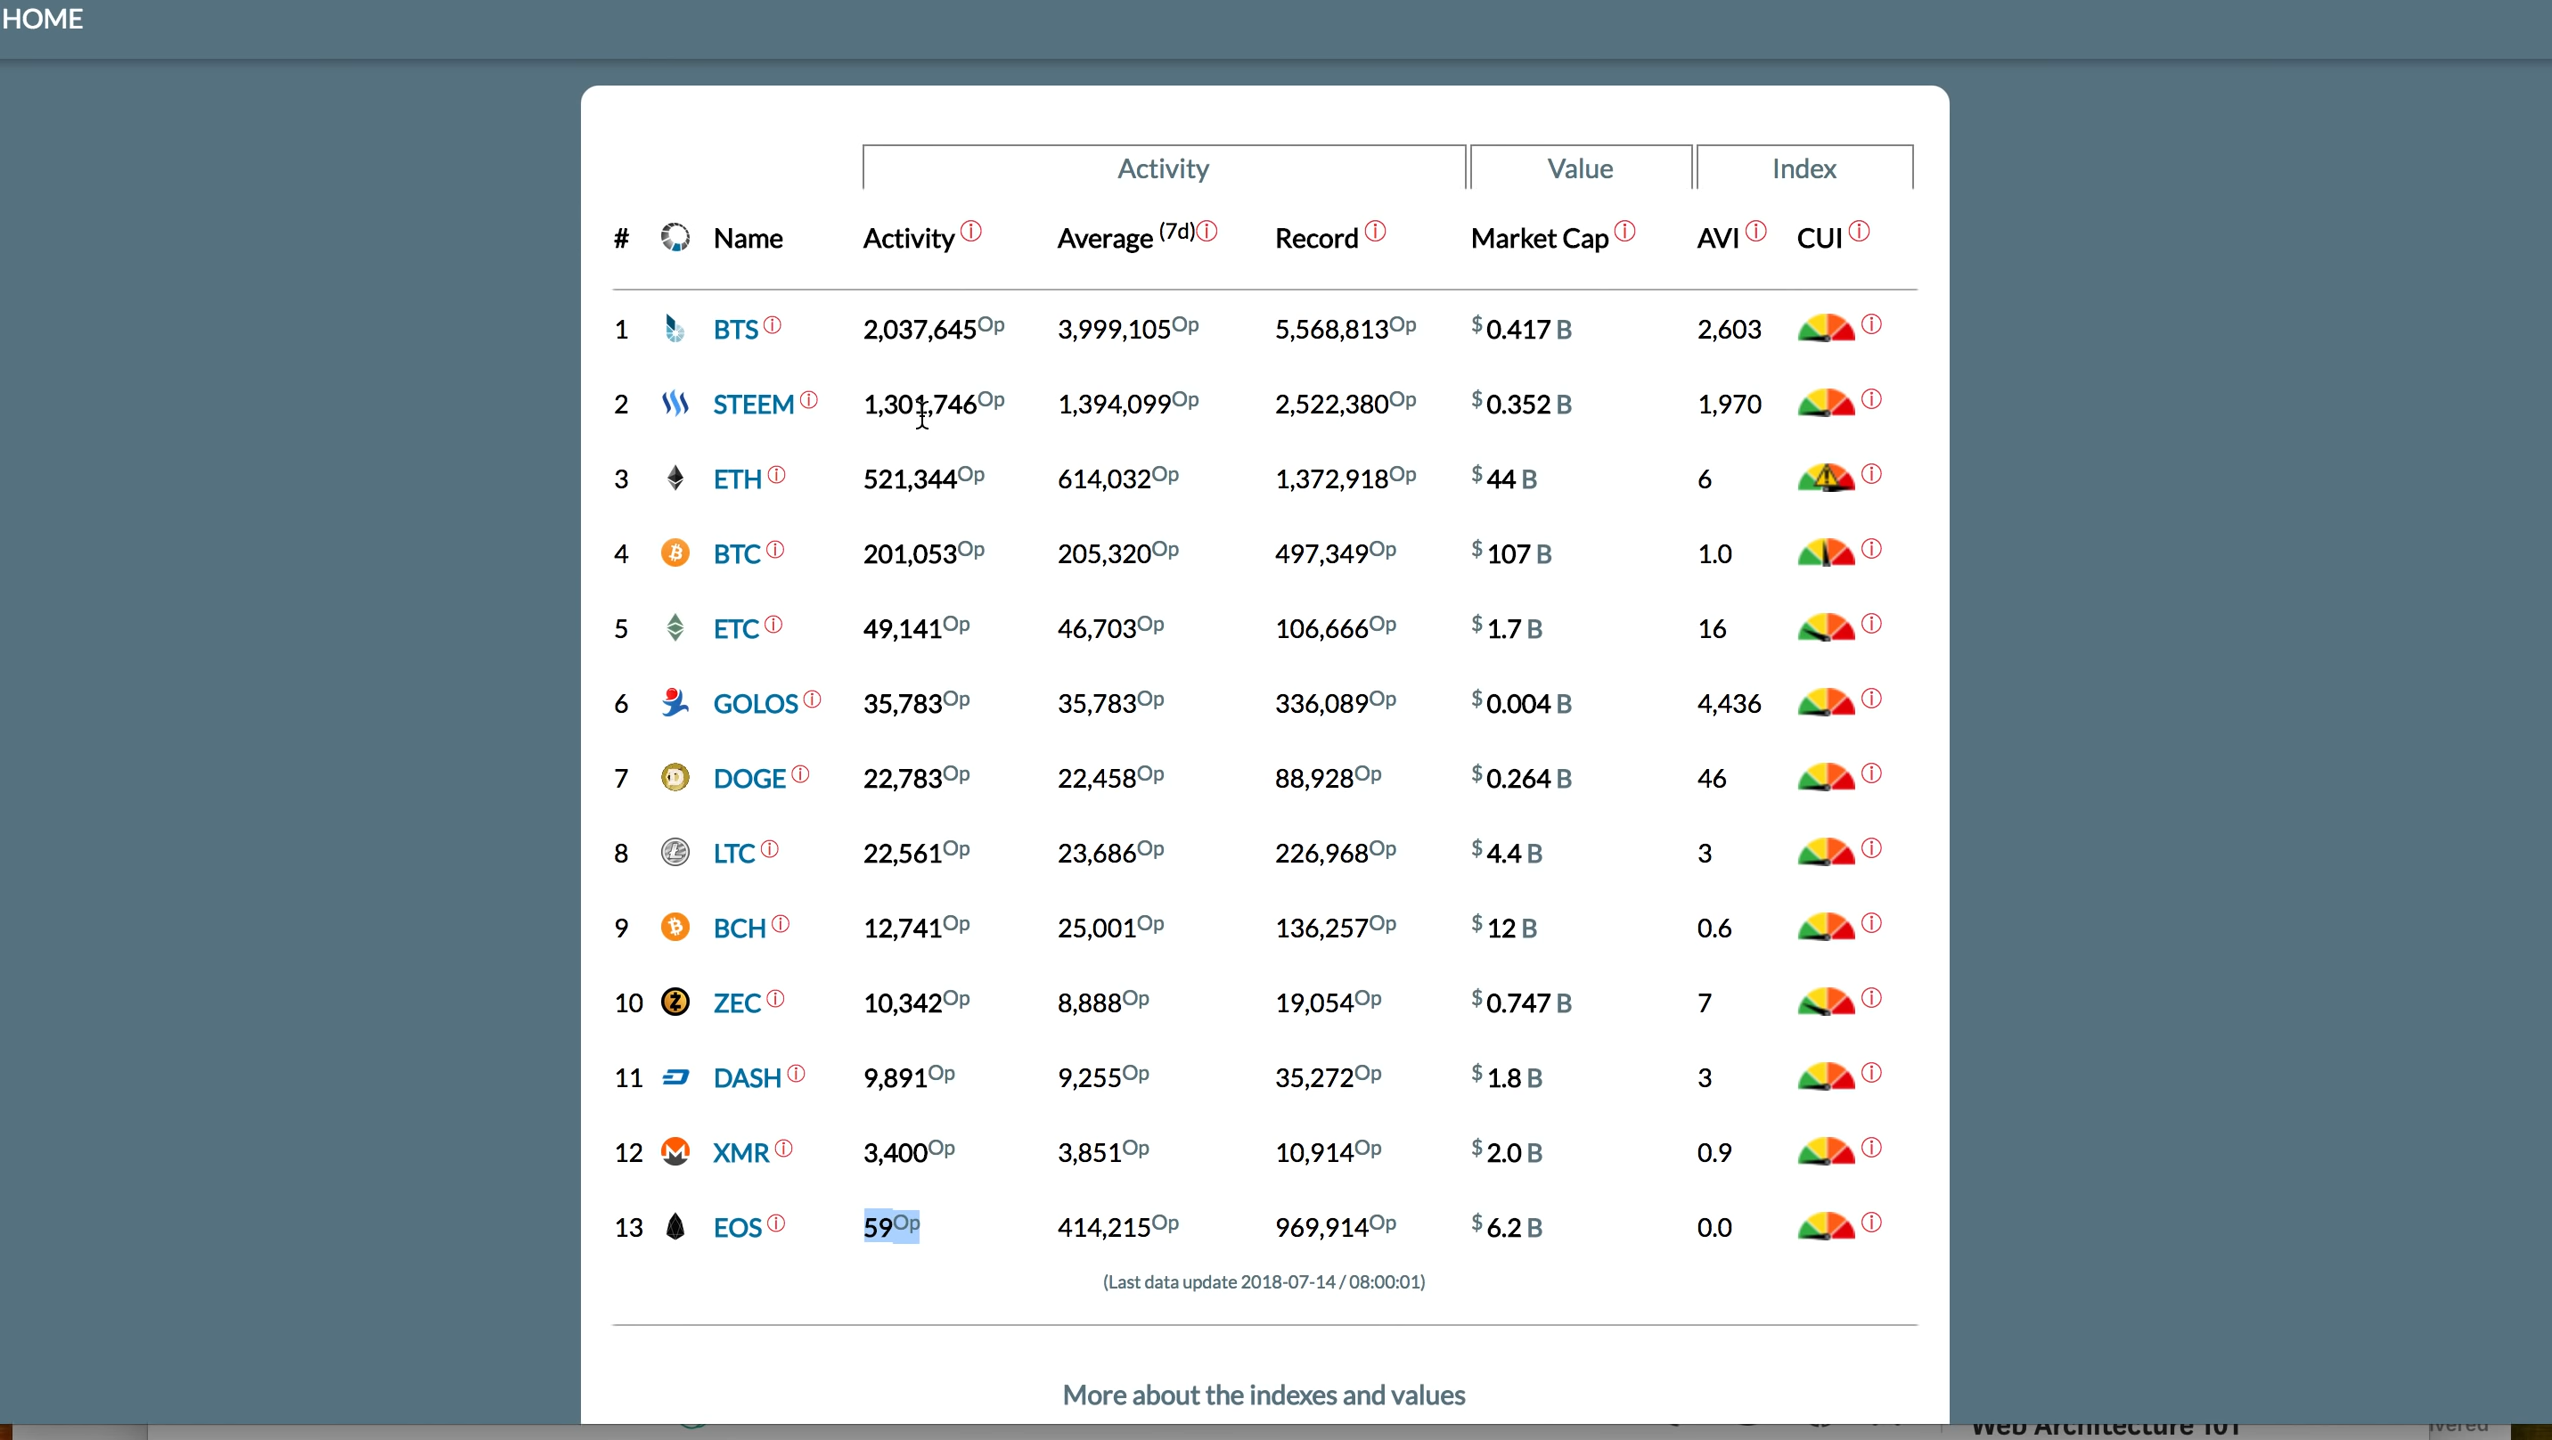 HOME
Activity Value Index
# Name Activity Average (7d) Record Market Cap AVI CUI
1 BTS 2,037,645Op 3,999,105Op 5,568,813Op $ 0.417 B 2,603
2 STEEM 1,301,746Op 1,394,099Op 2,522,380Op $ 0.352 B 1,970
3 ETH 521,344Op 614,032Op 1,372,918Op $ 44 B 6
4 BTC 201,053Op 205,320Op 497,349Op $ 107 B 1.0
5 ETC 49,141Op 46,703Op 106,666Op $ 1.7 B 16
6 GOLOS 35,783Op 35,783Op 336,089Op $ 0.004 B 4,436
7 DOGE 22,783Op 22,458Op 88,928Op $ 0.264 B 46
8 LTC 22,561Op 23,686Op 226,968Op $ 4.4 B 3
9 BCH 12,741Op 25,001Op 136,257Op $ 12 B 0.6
10 ZEC 10,342Op 8,888Op 19,054Op $ 0.747 B 7
11 DASH 9,891Op 9,255Op 35,272Op $ 1.8 B 3
12 XMR 3,400Op 3,851Op 10,914Op $ 2.0 B 0.9
13 EOS 59Op 414,215Op 969,914Op $ 6.2 B 0.0
(Last data update 2018-07-14 / 08:00:01)
More about the indexes and values
Web Architecture 101